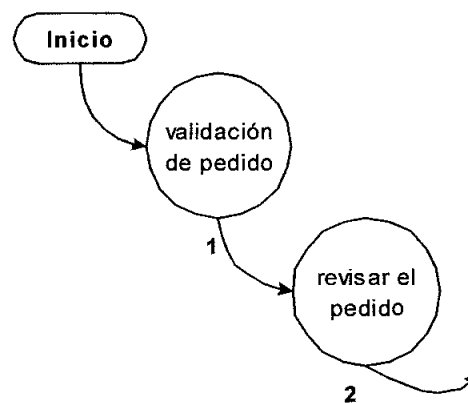 Inicio
validación
de pedido
1
revisar el
pedido
2